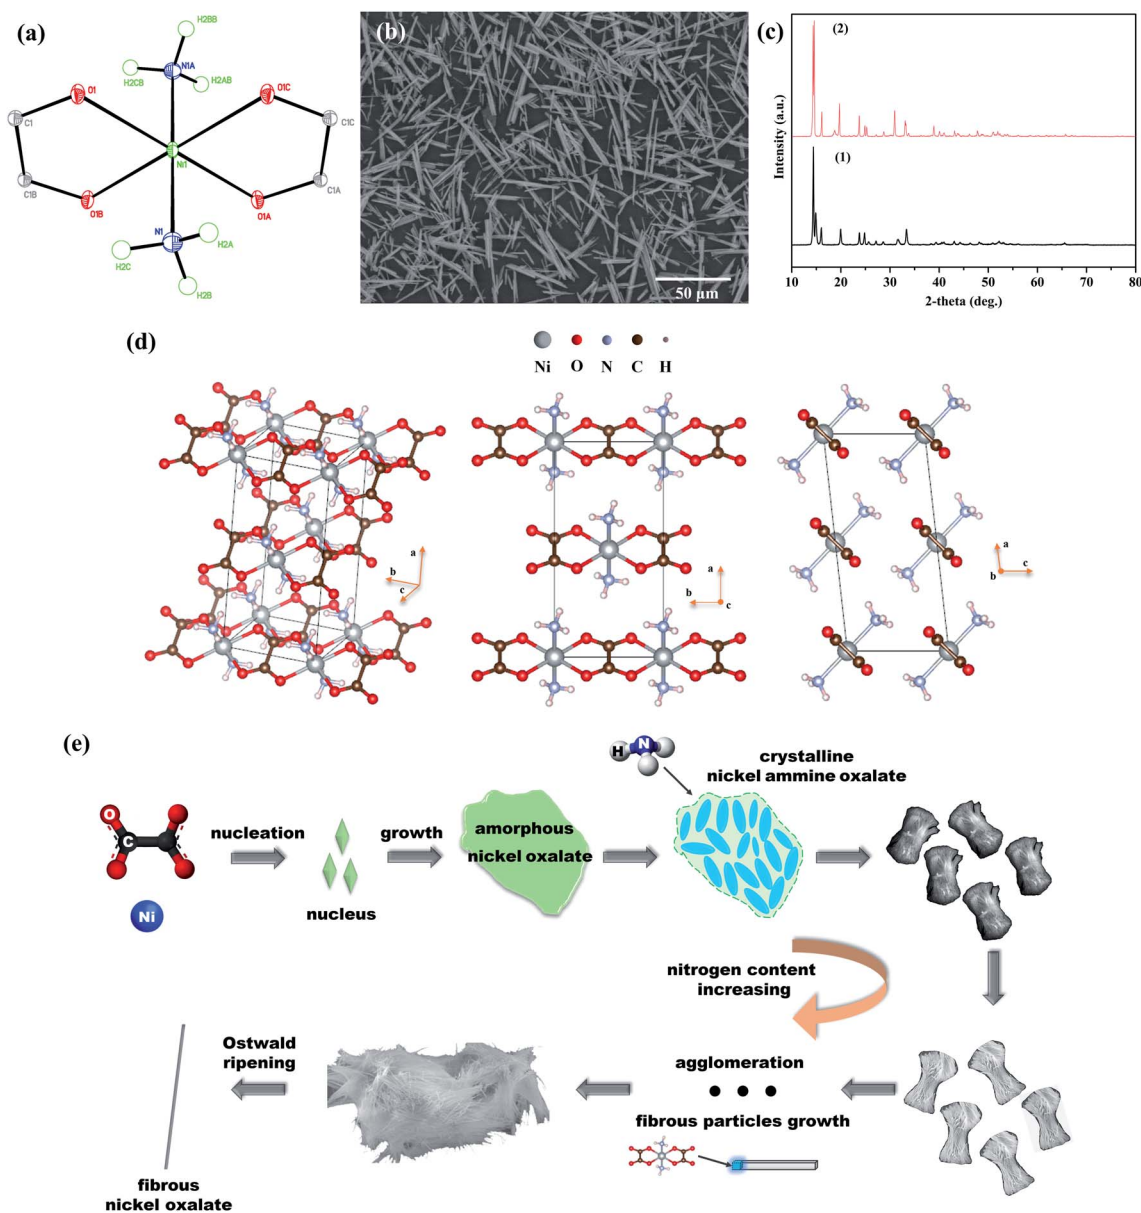 (a)
H2BB
N1A
H2CB
H2AB
O1
O1C
C1
C1C
Ni1
C1B
C1A
O1B
O1A
N1
H2A
H2C
H2B
(b)
50 μm
(c)
(2)
(1)
Intensity (a.u.)
10 20 30 40 50 60 70 80
2-theta (deg.)
(d)
Ni O N C H
a
b
c
a
b
c
a
b
c
(e)
H N
crystalline
nickel ammine oxalate
O
C
Ni
nucleation
nucleus
growth
amorphous
nickel oxalate
nitrogen content
increasing
Ostwald
ripening
agglomeration
fibrous particles growth
fibrous
nickel oxalate